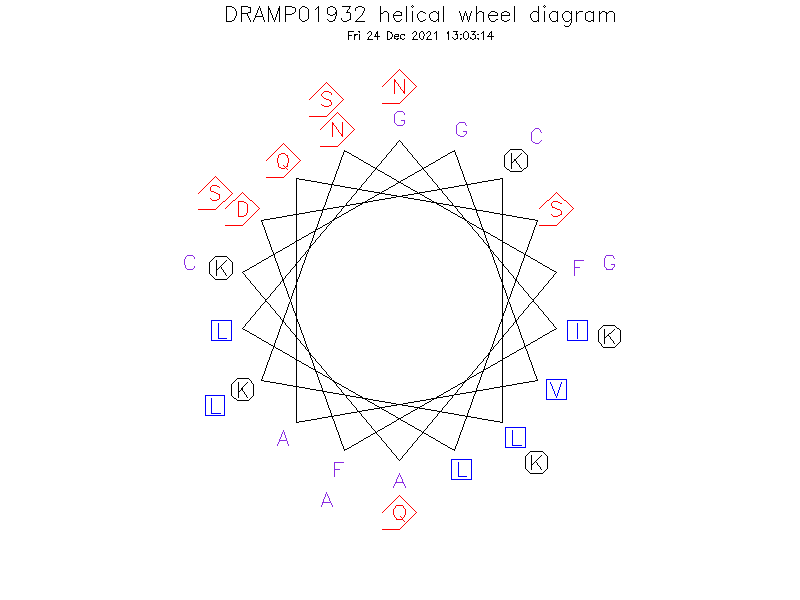 DRAMP01932 helical wheel diagram
Fri 24 Dec 2021 13:03:14
N
S
N
G
G
C
K
Q
S
D
S
C
K
F
G
L
I
K
K
L
V
A
L
K
F
L
A
A
Q